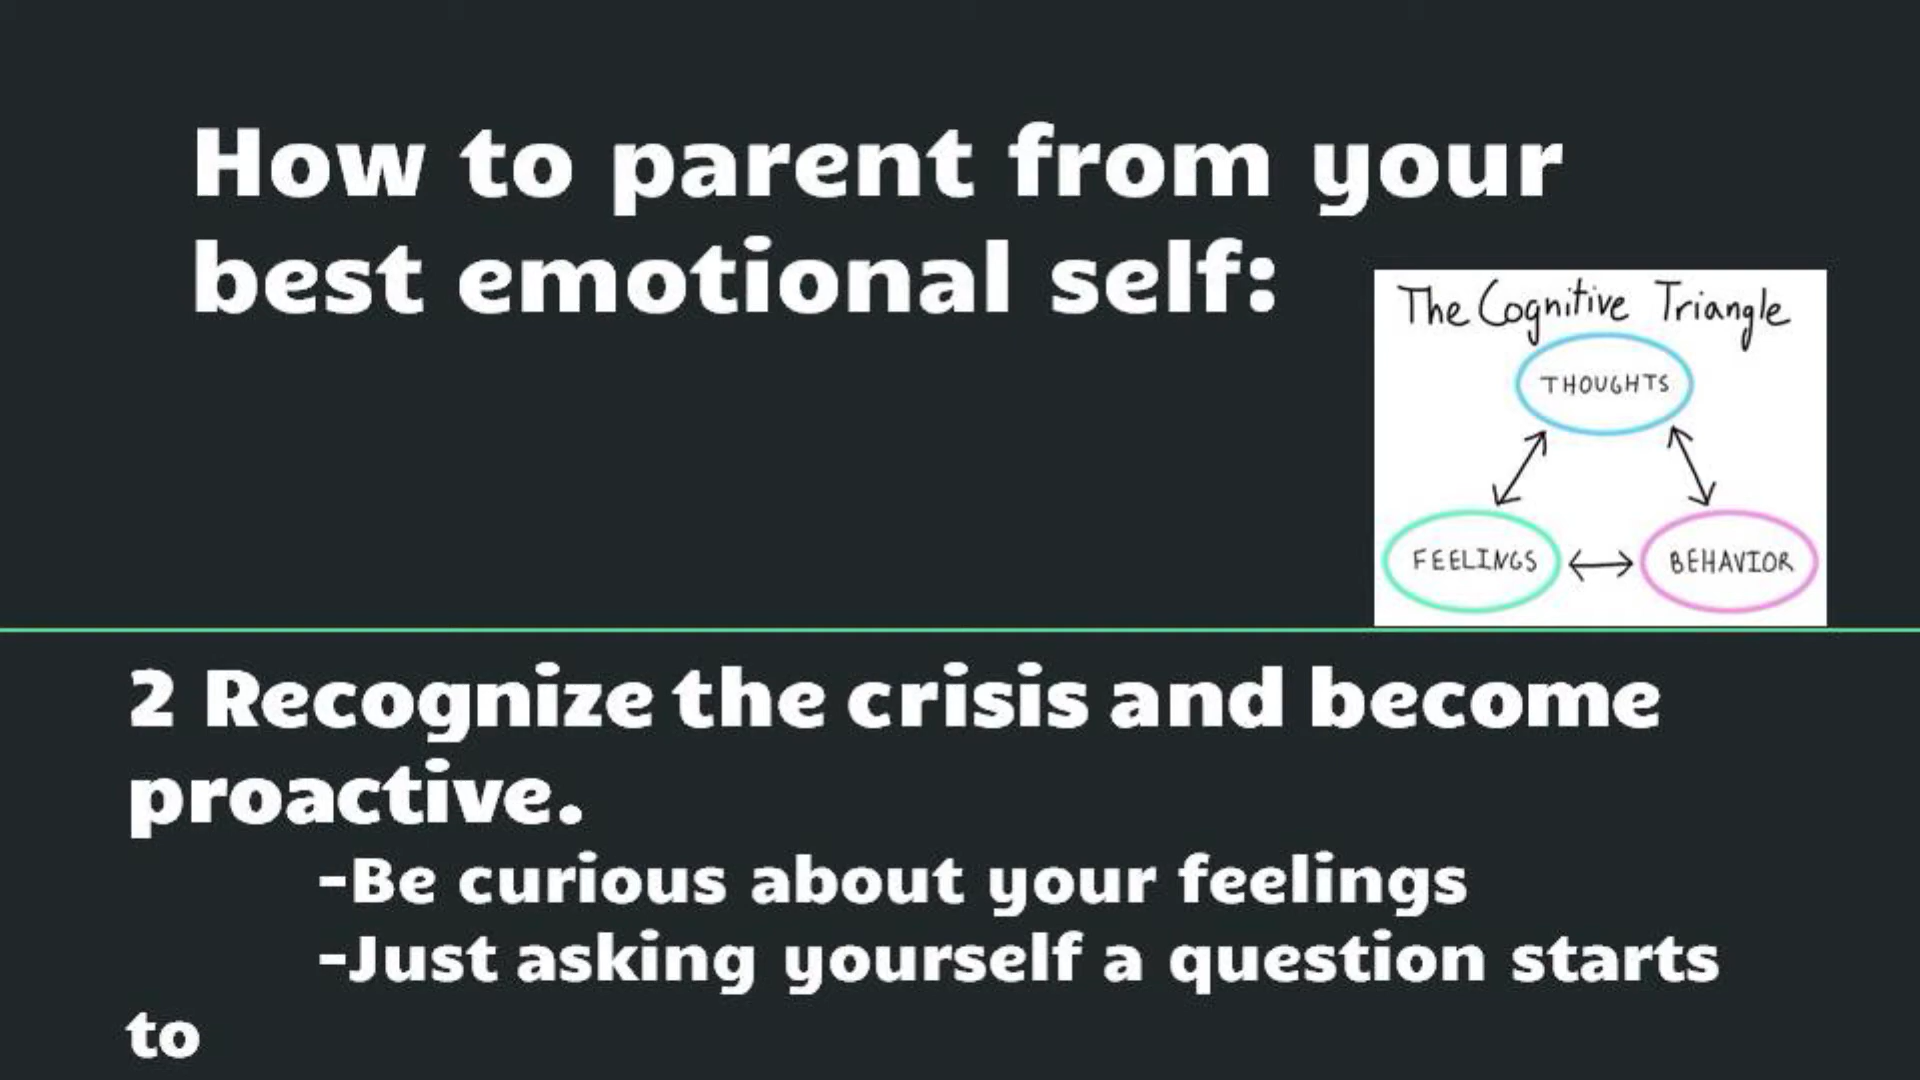 How to parent from your
best emotional self:
The Cognitive Triangle
THOUGHTS
FEELINGS
BEHAVIOR
2 Recognize the crisis and become
proactive.
-Be curious about your feelings
-Just asking yourself a question starts
to